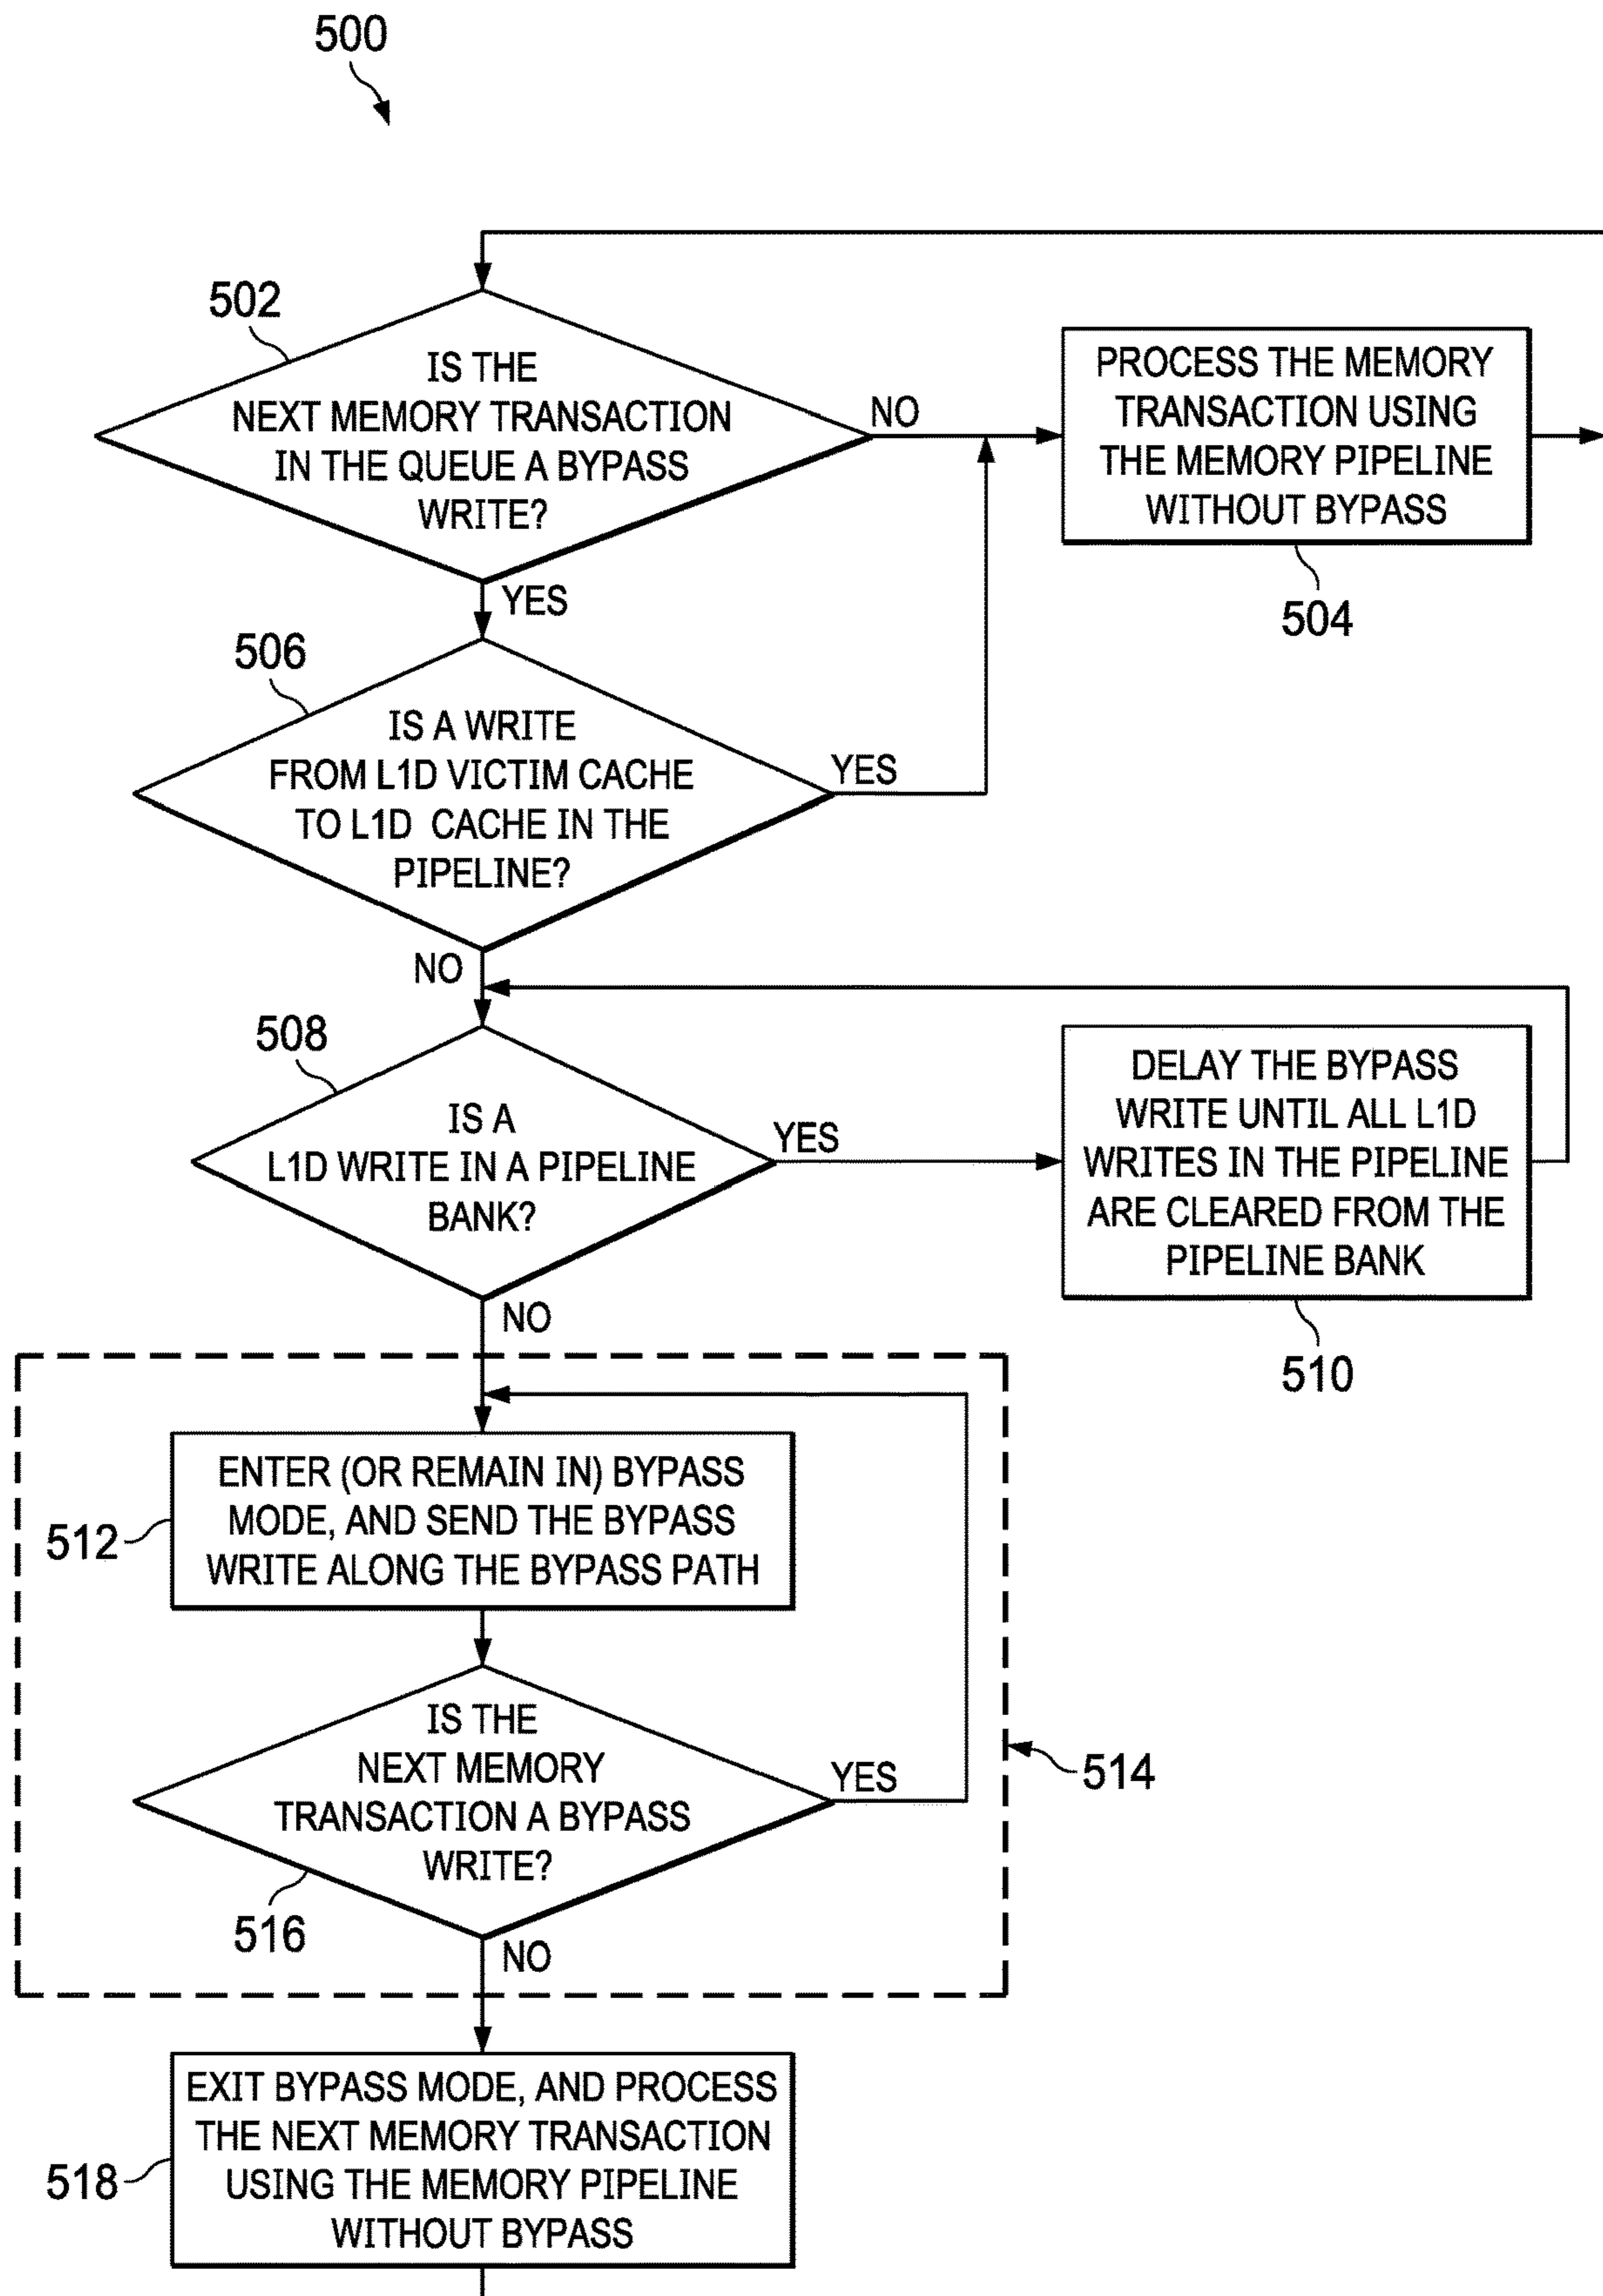 500
502
IS THE
NEXT MEMORY TRANSACTION
IN THE QUEUE A BYPASS
WRITE?
NO
YES
PROCESS THE MEMORY
TRANSACTION USING
THE MEMORY PIPELINE
WITHOUT BYPASS
504
506
IS A WRITE
FROM L1D VICTIM CACHE
TO L1D CACHE IN THE
PIPELINE?
YES
NO
508
IS A
L1D WRITE IN A PIPELINE
BANK?
YES
NO
DELAY THE BYPASS
WRITE UNTIL ALL L1D
WRITES IN THE PIPELINE
ARE CLEARED FROM THE
PIPELINE BANK
510
512
ENTER (OR REMAIN IN) BYPASS
MODE, AND SEND THE BYPASS
WRITE ALONG THE BYPASS PATH
514
IS THE
NEXT MEMORY
TRANSACTION A BYPASS
WRITE?
YES
516
NO
518
EXIT BYPASS MODE, AND PROCESS
THE NEXT MEMORY TRANSACTION
USING THE MEMORY PIPELINE
WITHOUT BYPASS